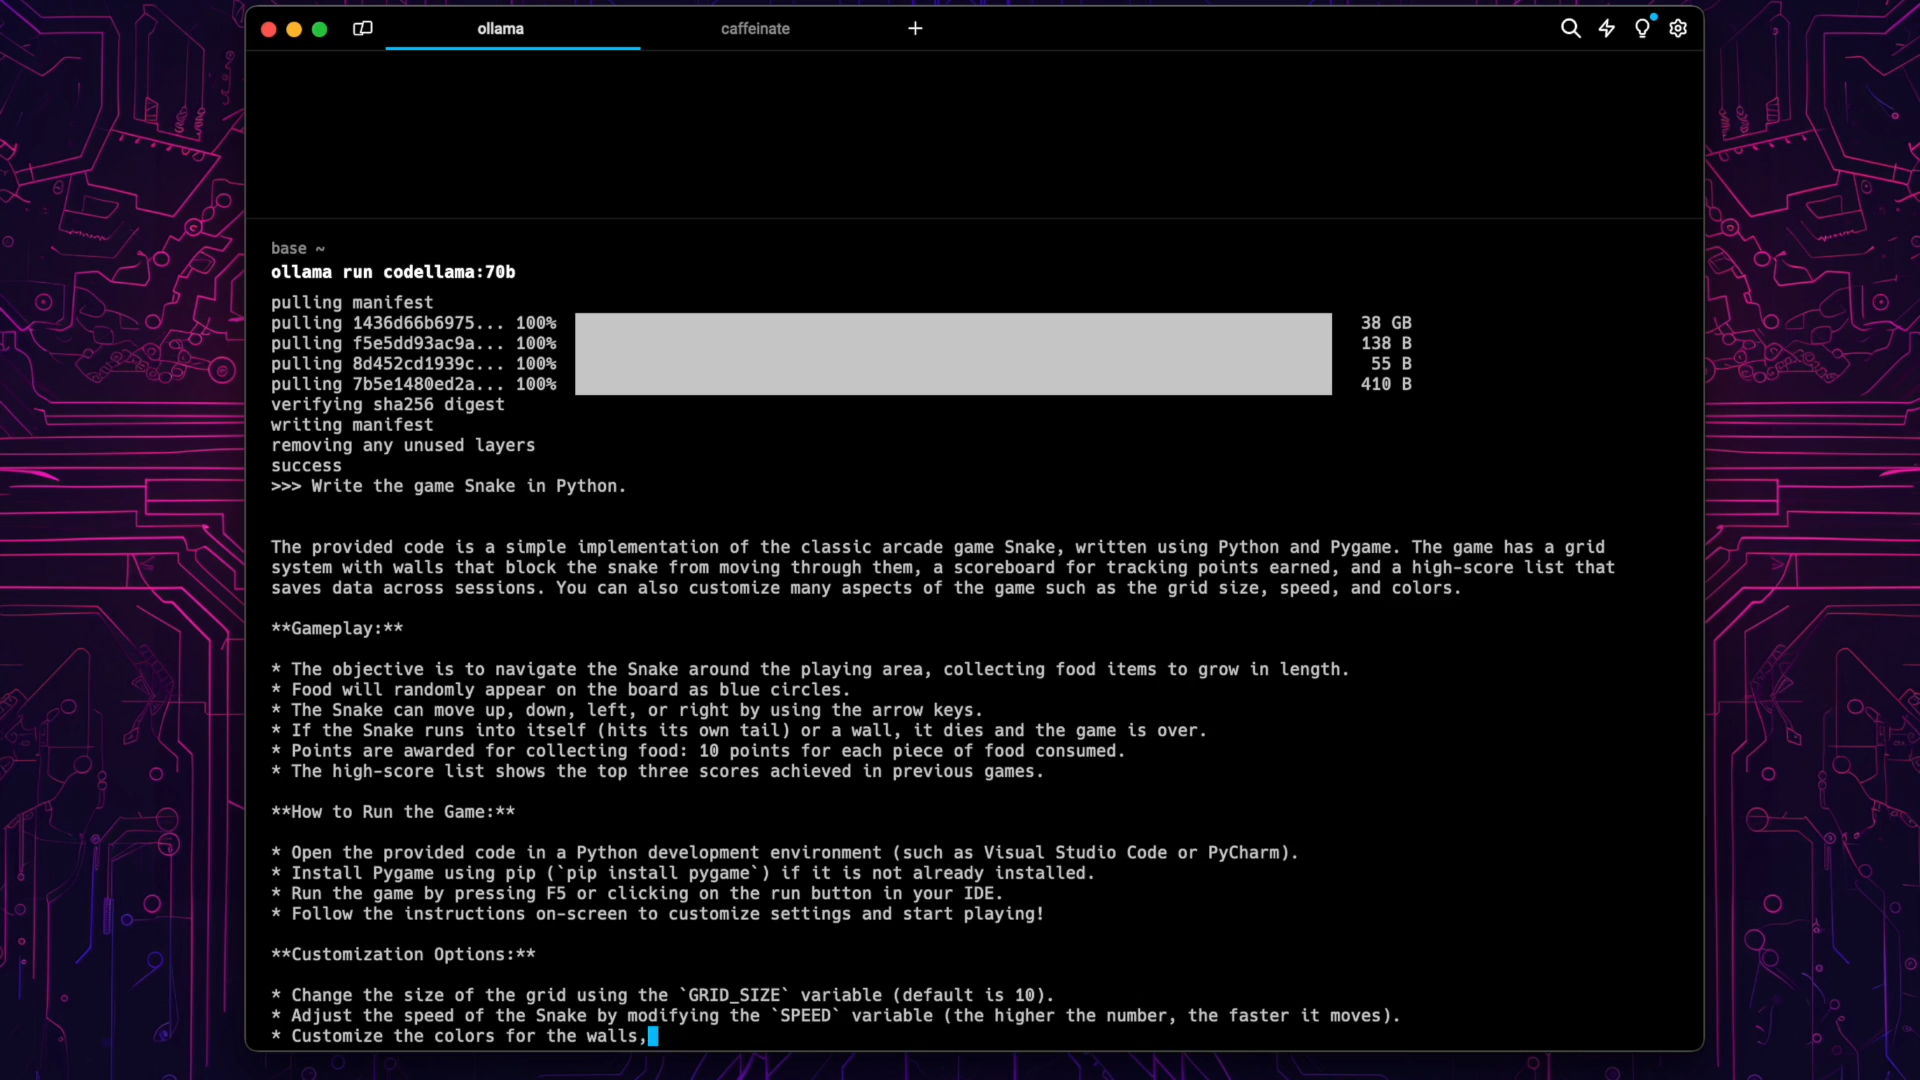 ollama
caffeinate
base ~
ollama run codellama:70b
pulling manifest
pulling 1436d66b6975... 100% 38 GB
pulling f5e5dd93ac9a... 100% 138 B
pulling 8d452cd1939c... 100% 55 B
pulling 7b5e1480ed2a... 100% 410 B
verifying sha256 digest
writing manifest
removing any unused layers
success
>>> Write the game Snake in Python.
The provided code is a simple implementation of the classic arcade game Snake, written using Python and Pygame. The game has a grid
system with walls that block the snake from moving through them, a scoreboard for tracking points earned, and a high-score list that
saves data across sessions. You can also customize many aspects of the game such as the grid size, speed, and colors.
**Gameplay:**
* The objective is to navigate the Snake around the playing area, collecting food items to grow in length.
* Food will randomly appear on the board as blue circles.
* The Snake can move up, down, left, or right by using the arrow keys.
* If the Snake runs into itself (hits its own tail) or a wall, it dies and the game is over.
* Points are awarded for collecting food: 10 points for each piece of food consumed.
* The high-score list shows the top three scores achieved in previous games.
**How to Run the Game:**
* Open the provided code in a Python development environment (such as Visual Studio Code or PyCharm).
* Install Pygame using pip (`pip install pygame`) if it is not already installed.
* Run the game by pressing F5 or clicking on the run button in your IDE.
* Follow the instructions on-screen to customize settings and start playing!
**Customization Options:**
* Change the size of the grid using the `GRID_SIZE` variable (default is 10).
* Adjust the speed of the Snake by modifying the `SPEED` variable (the higher the number, the faster it moves).
* Customize the colors for the walls,